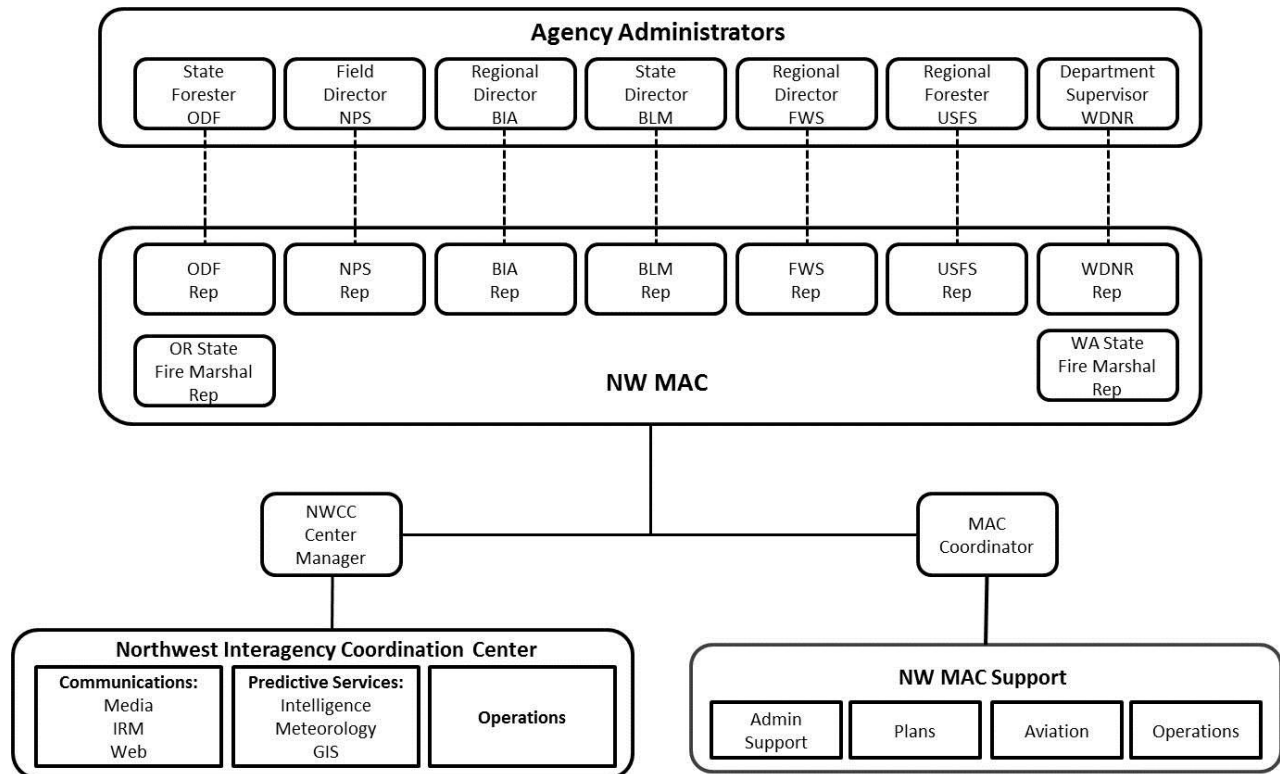 Agency Administrators
State
Forester
ODF
Field
Director
NPS
Regional
Director
BIA
State
Director
BLM
Regional
Director
FWS
Regional
Forester
USFS
Department
Supervisor
WDNR
ODF
Rep
NPS
Rep
BIA
Rep
BLM
Rep
FWS
Rep
USFS
Rep
WDNR
Rep
OR State
Fire Marshal
Rep
NW MAC
WA State
Fire Marshal
Rep
NWCC
Center
Manager
MAC
Coordinator
Northwest Interagency Coordination Center
Communications:
Media
IRM
Web
Predictive Services:
Intelligence
Meteorology
GIS
Operations
NW MAC Support
Admin
Support
Plans
Aviation
Operations